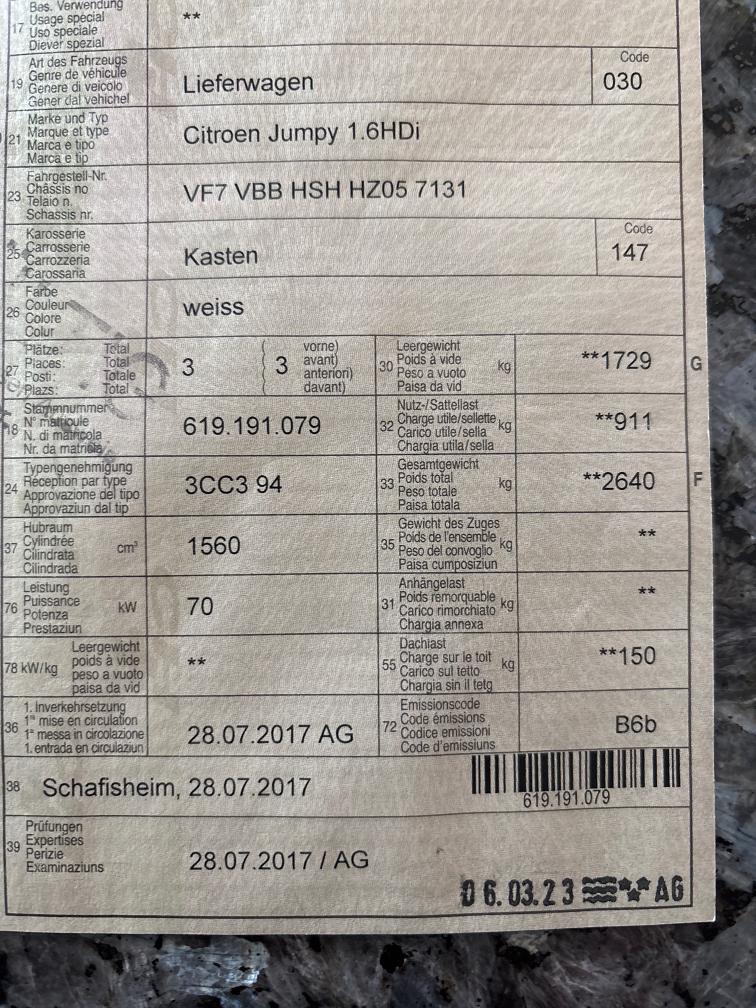 Bes. Verwendung
Usage special
17 Uso speciale
Diever spezial
**
Art des Fahrzeugs
19 Genre de véhicule
Genere di veicolo
Gener dal vehichel
Lieferwagen
Code
030
Marke und Typ
21 Marque et type
Marca e tipo
Marca e tip
Citroen Jumpy 1.6HDi
Fahrgestell-Nr.
23 Châssis no
Telaio n.
Schassis nr.
VF7 VBB HSH HZ05 7131
Karosserie
25 Carrosserie
Carrozzeria
Carossaria
Kasten
Code
147
Farbe
26 Couleur
Colore
Colur
weiss
Plätze: Total
27 Places: Total
Posti: Totale
Plazs: Total
3
( 3 vorne)
avant)
anteriori)
davant)
Leergewicht
30 Poids à vide kg
Peso a vuoto
Paisa da vid
**1729
G
Stammnummer
18 N° matricule
N. di matricola
Nr. da matricla
619.191.079
Nutz-/Sattellast
32 Charge utile/sellette kg
Carico utile/sella
Chargia utila/sella
**911
Typengenehmigung
24 Réception par type
Approvazione del tipo
Approvaziun dal tip
3CC3 94
Gesamtgewicht
33 Poids total kg
Peso totale
Paisa totala
**2640
F
Hubraum
37 Cylindrée cm³
Cilindrata
Cilindrada
1560
Gewicht des Zuges
35 Poids de l'ensemble kg
Peso del convoglio
Paisa cumposiziun
**
Leistung
76 Puissance kW
Potenza
Prestaziun
70
Anhängelast
31 Poids remorquable kg
Carico rimorchiato
Chargia annexa
**
Leergewicht
78 kW/kg poids à vide
peso a vuoto
paisa da vid
**
Dachlast
55 Charge sur le toit kg
Carico sul tetto
Chargia sin il tetg
**150
1. Inverkehrsetzung
36 1re mise en circulation
1a messa in circolazione
1. entrada en circulaziun
28.07.2017 AG
Emissionscode
72 Code émissions
Codice emissioni
Code d'emissiuns
B6b
38 Schafisheim, 28.07.2017
619.191.079
Prüfungen
39 Expertises
Perizie
Examinaziuns
28.07.2017 / AG
06.03.23 AG